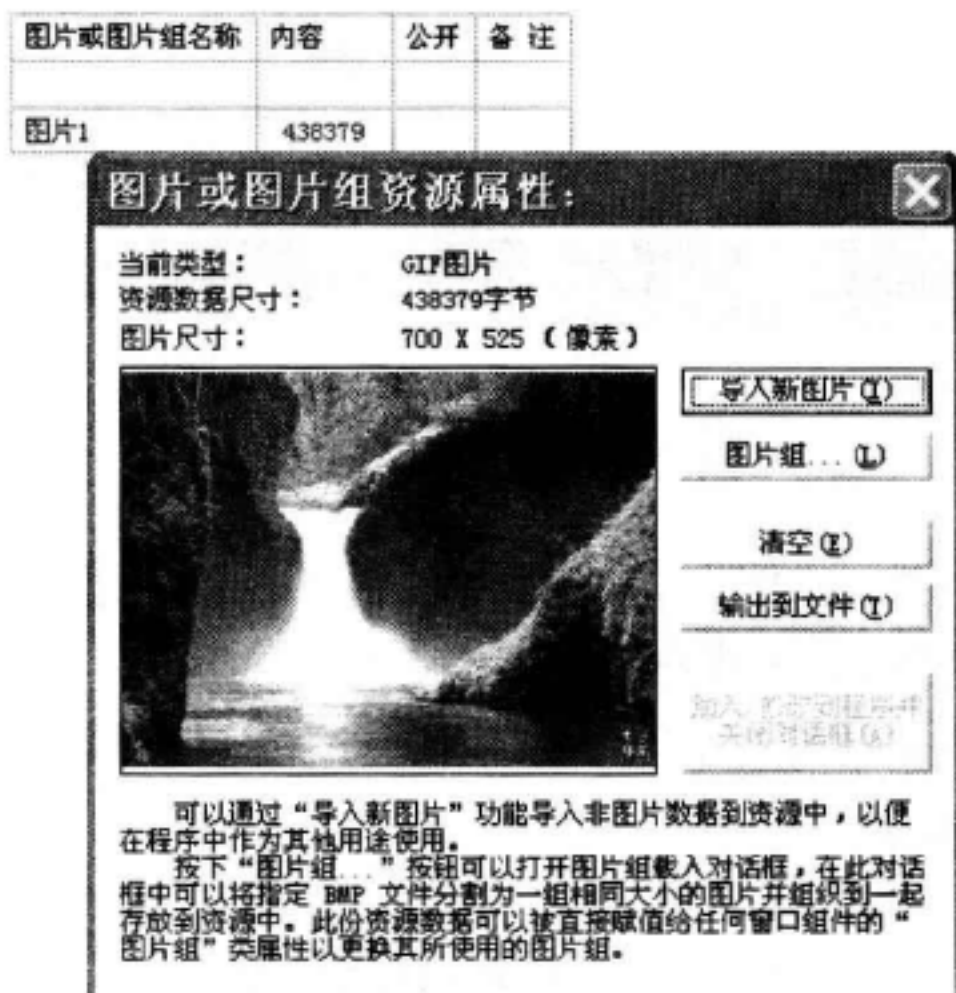 图片或图片组名称 内容 公开 备 注
图片1 438379
图片或图片组资源属性:
当前类型: GIF图片
资源数据尺寸: 438379字节
图片尺寸: 700 X 525 (像素)
导入新图片(I)
图片组...(L)
清空(E)
输出到文件(T)
可以通过“导入新图片”功能导入非图片数据到资源中,以便
在程序中作为其他用途使用。
按下“图片组...”按钮可以打开图片组载入对话框,在此对话
框中可以将指定 BMP 文件分割为一组相同大小的图片并组织到一起
存放到资源中。此份资源数据可以被直接赋值给任何窗口组件的“
图片组”类属性以更换其所使用的图片组。